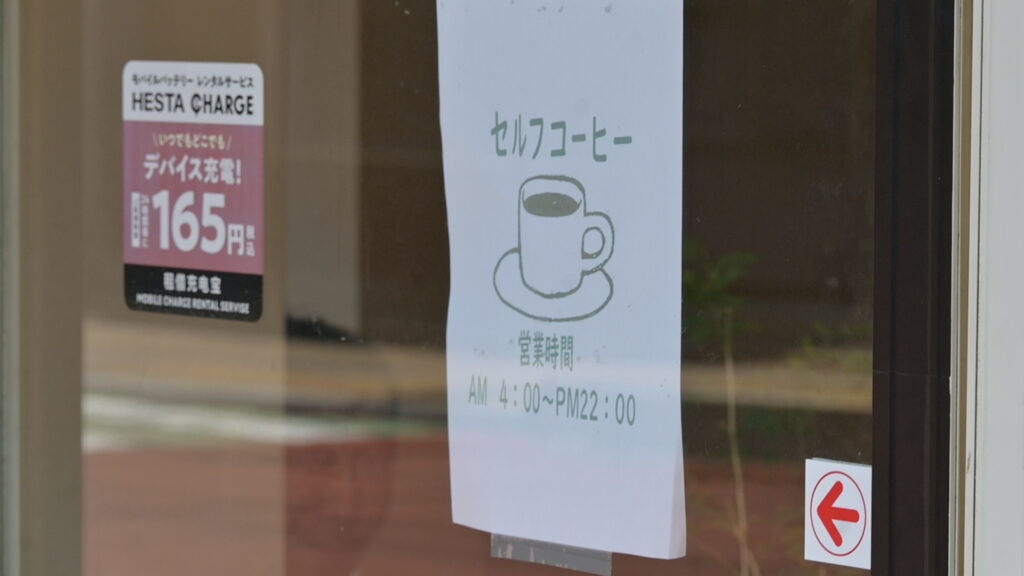 モバイルバッテリー レンタルサービス
HESTA CHARGE
\いつでもどこでも/
デバイス充電!
165円
税込
租借充电宝
MOBILE CHARGE RENTAL SERVISE
セルフコーヒー
営業時間
AM 4:00～PM22:00